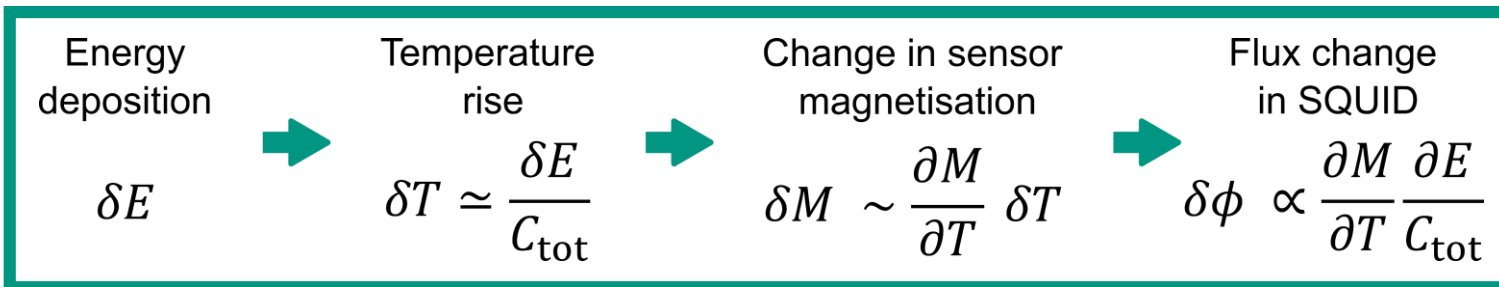 Energy
deposition
δE
Temperature
rise
δT ≃ δE / C_tot
Change in sensor
magnetisation
δM ~ ∂M / ∂T δT
Flux change
in SQUID
δϕ ∝ ∂M / ∂T ∂E / C_tot